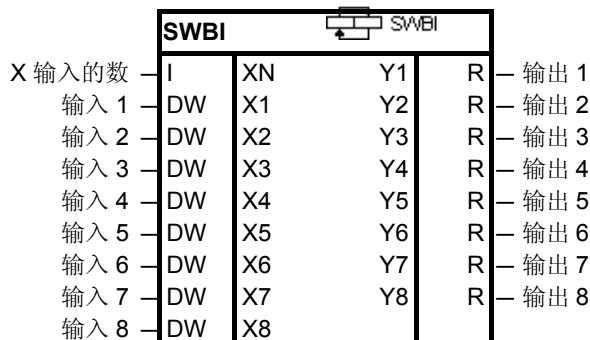 SWBI SWBI
X 输入的数 I XN Y1 R 输出 1
输入 1 DW X1 Y2 R 输出 2
输入 2 DW X2 Y3 R 输出 3
输入 3 DW X3 Y4 R 输出 4
输入 4 DW X4 Y5 R 输出 5
输入 5 DW X5 Y6 R 输出 6
输入 6 DW X6 Y7 R 输出 7
输入 7 DW X7 Y8 R 输出 8
输入 8 DW X8